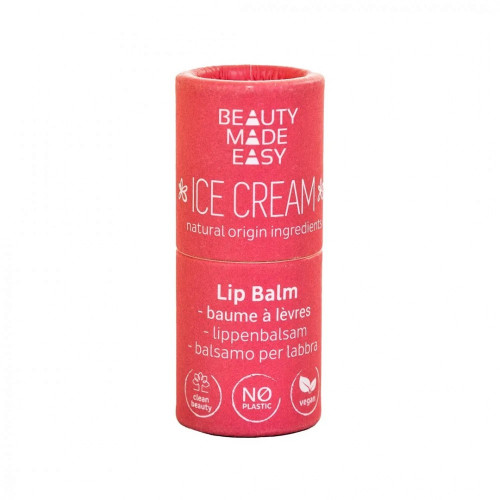 BEAUTY
MADE
EASY
ICE CREAM
natural origin ingredients
Lip Balm
- baume à lèvres
- lippenbalsam
- balsamo per labbra
clean
beauty
NO
PLASTIC
vegan